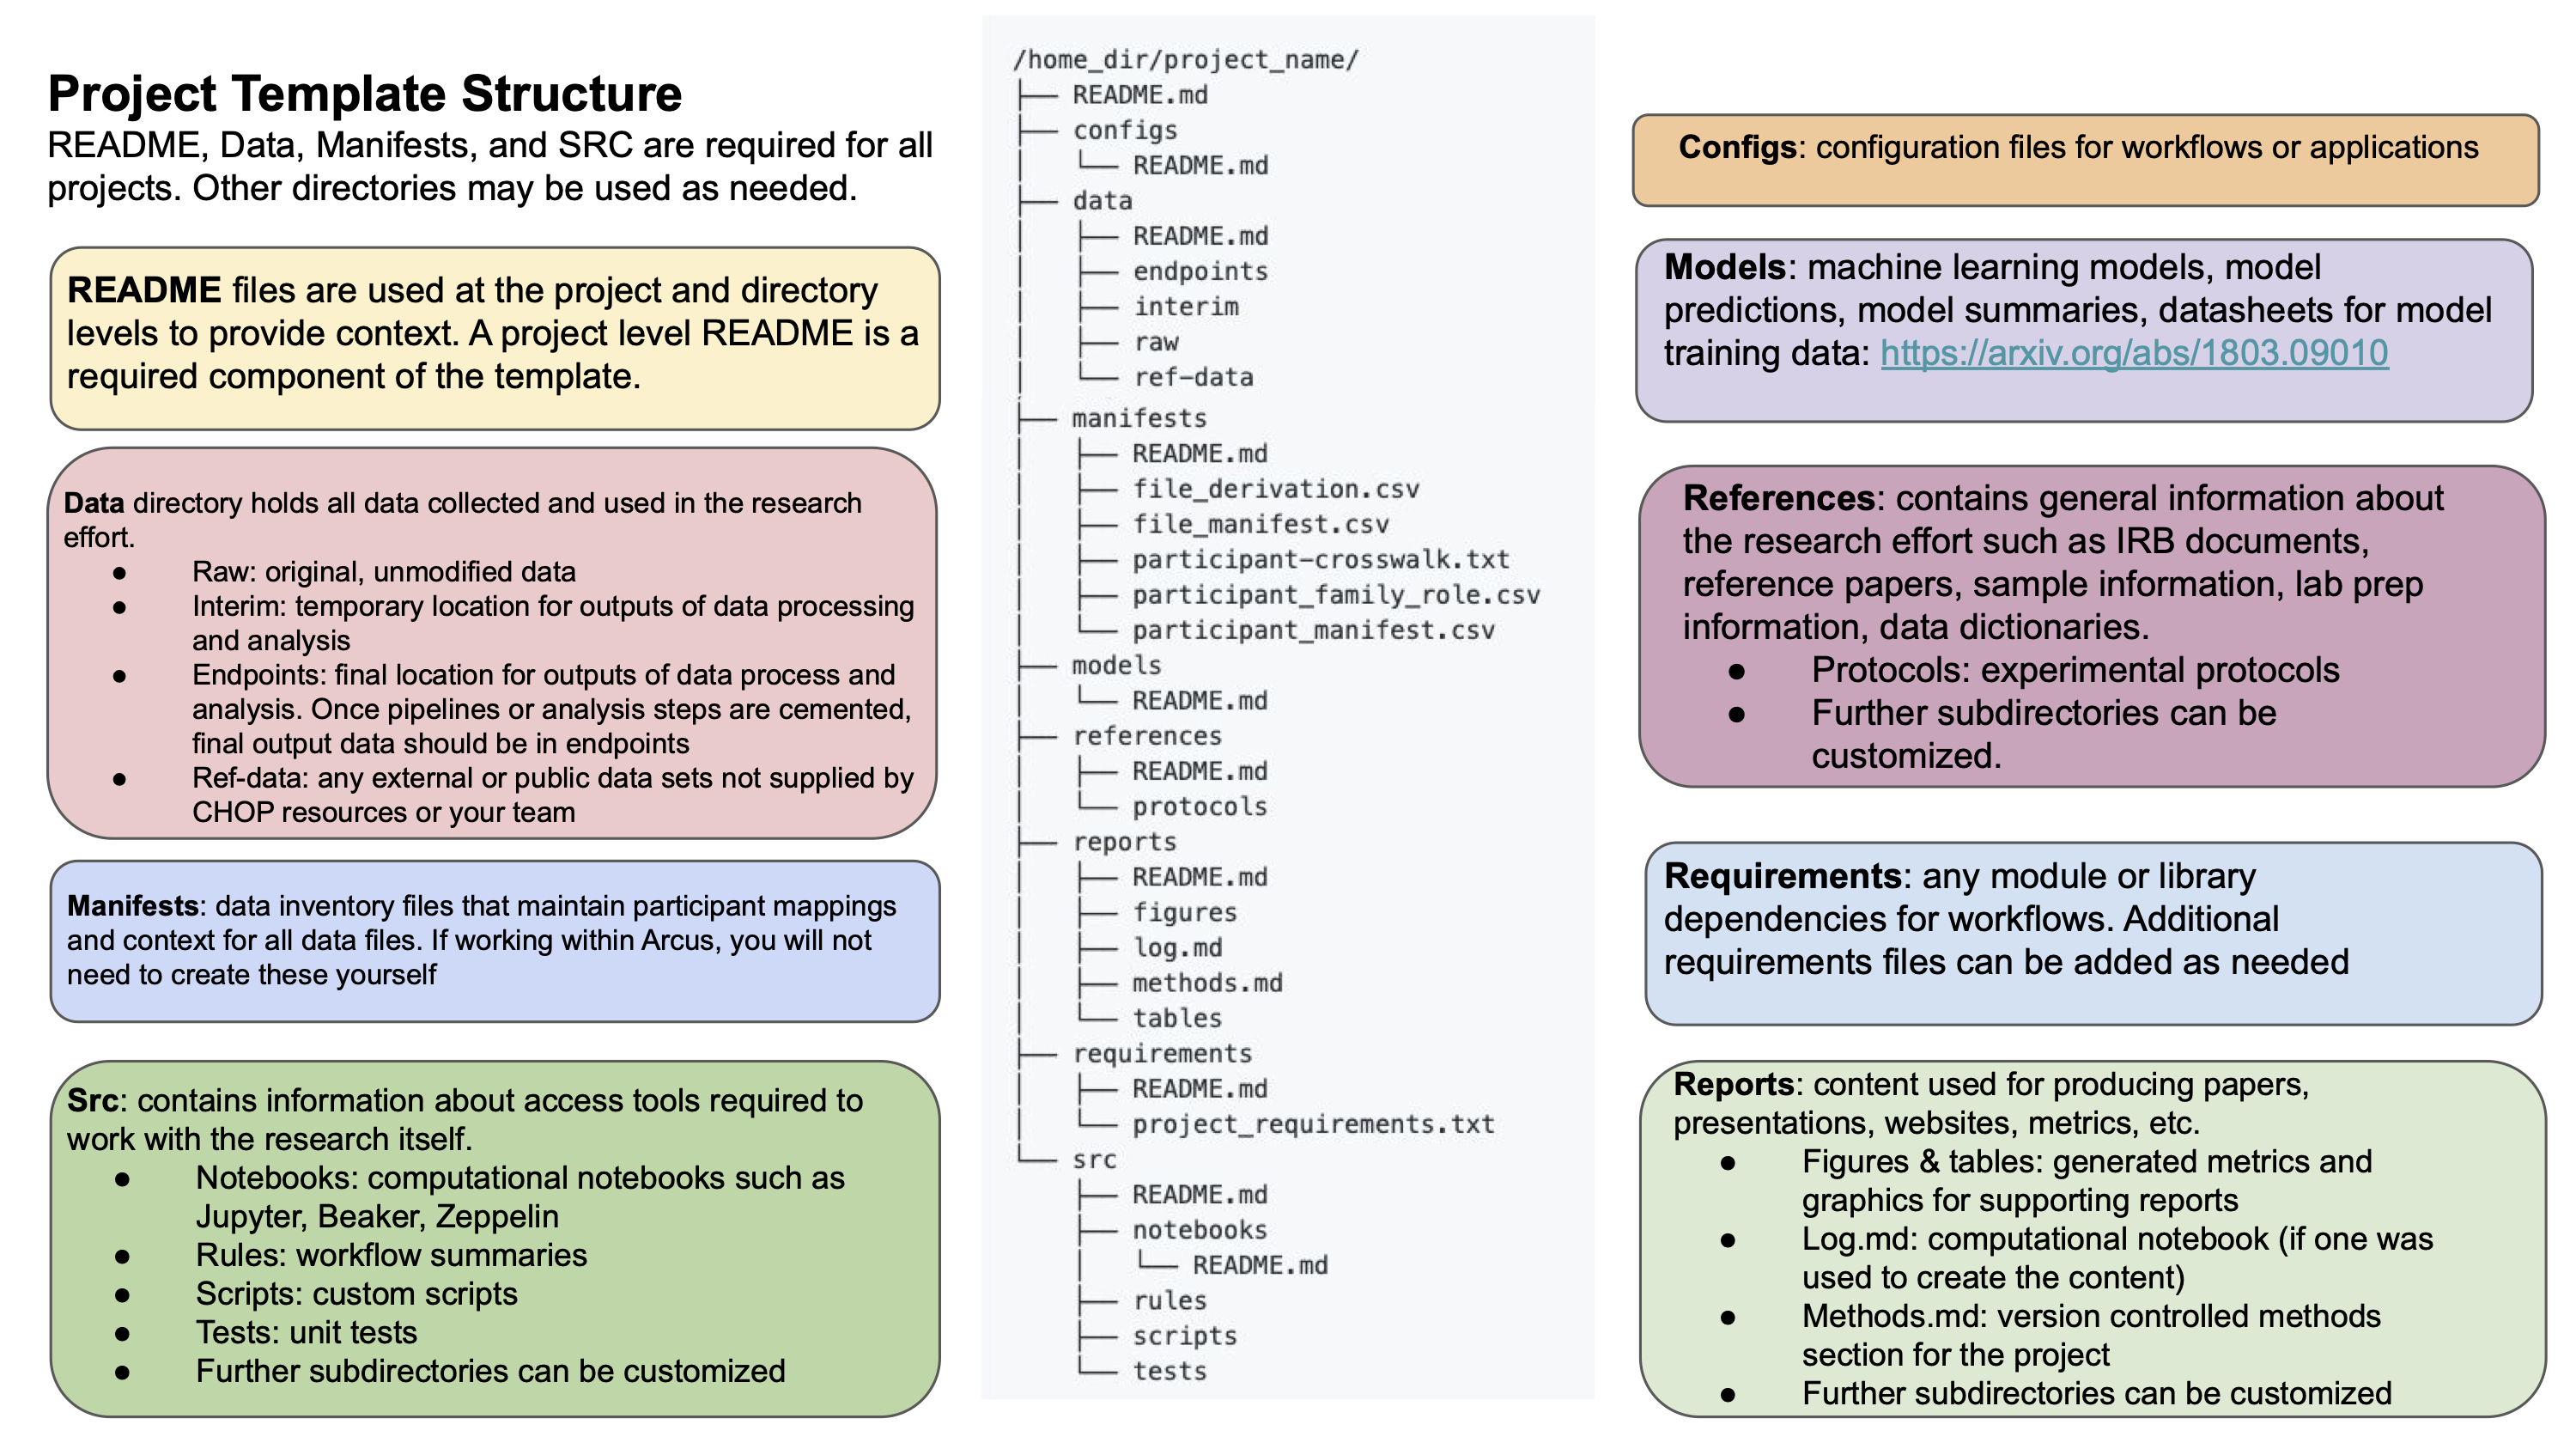 Project Template Structure
README, Data, Manifests, and SRC are required for all
projects. Other directories may be used as needed.
README files are used at the project and directory
levels to provide context. A project level README is a
required component of the template.
Data directory holds all data collected and used in the research
effort.
● Raw: original, unmodified data
● Interim: temporary location for outputs of data processing
and analysis
● Endpoints: final location for outputs of data process and
analysis. Once pipelines or analysis steps are cemented,
final output data should be in endpoints
● Ref-data: any external or public data sets not supplied by
CHOP resources or your team
Manifests: data inventory files that maintain participant mappings
and context for all data files. If working within Arcus, you will not
need to create these yourself
Src: contains information about access tools required to
work with the research itself.
● Notebooks: computational notebooks such as
Jupyter, Beaker, Zeppelin
● Rules: workflow summaries
● Scripts: custom scripts
● Tests: unit tests
● Further subdirectories can be customized
/home_dir/project_name/
├── README.md
├── configs
│   └── README.md
├── data
│   ├── README.md
│   ├── endpoints
│   ├── interim
│   ├── raw
│   └── ref-data
├── manifests
│   ├── README.md
│   ├── file_derivation.csv
│   ├── file_manifest.csv
│   ├── participant-crosswalk.txt
│   ├── participant_family_role.csv
│   └── participant_manifest.csv
├── models
│   └── README.md
├── references
│   ├── README.md
│   └── protocols
├── reports
│   ├── README.md
│   ├── figures
│   ├── log.md
│   ├── methods.md
│   └── tables
├── requirements
│   ├── README.md
│   └── project_requirements.txt
└── src
    ├── README.md
    ├── notebooks
    │   └── README.md
    ├── rules
    ├── scripts
    └── tests
Configs: configuration files for workflows or applications
Models: machine learning models, model
predictions, model summaries, datasheets for model
training data: https://arxiv.org/abs/1803.09010
References: contains general information about
the research effort such as IRB documents,
reference papers, sample information, lab prep
information, data dictionaries.
● Protocols: experimental protocols
● Further subdirectories can be
customized.
Requirements: any module or library
dependencies for workflows. Additional
requirements files can be added as needed
Reports: content used for producing papers,
presentations, websites, metrics, etc.
● Figures & tables: generated metrics and
graphics for supporting reports
● Log.md: computational notebook (if one was
used to create the content)
● Methods.md: version controlled methods
section for the project
● Further subdirectories can be customized